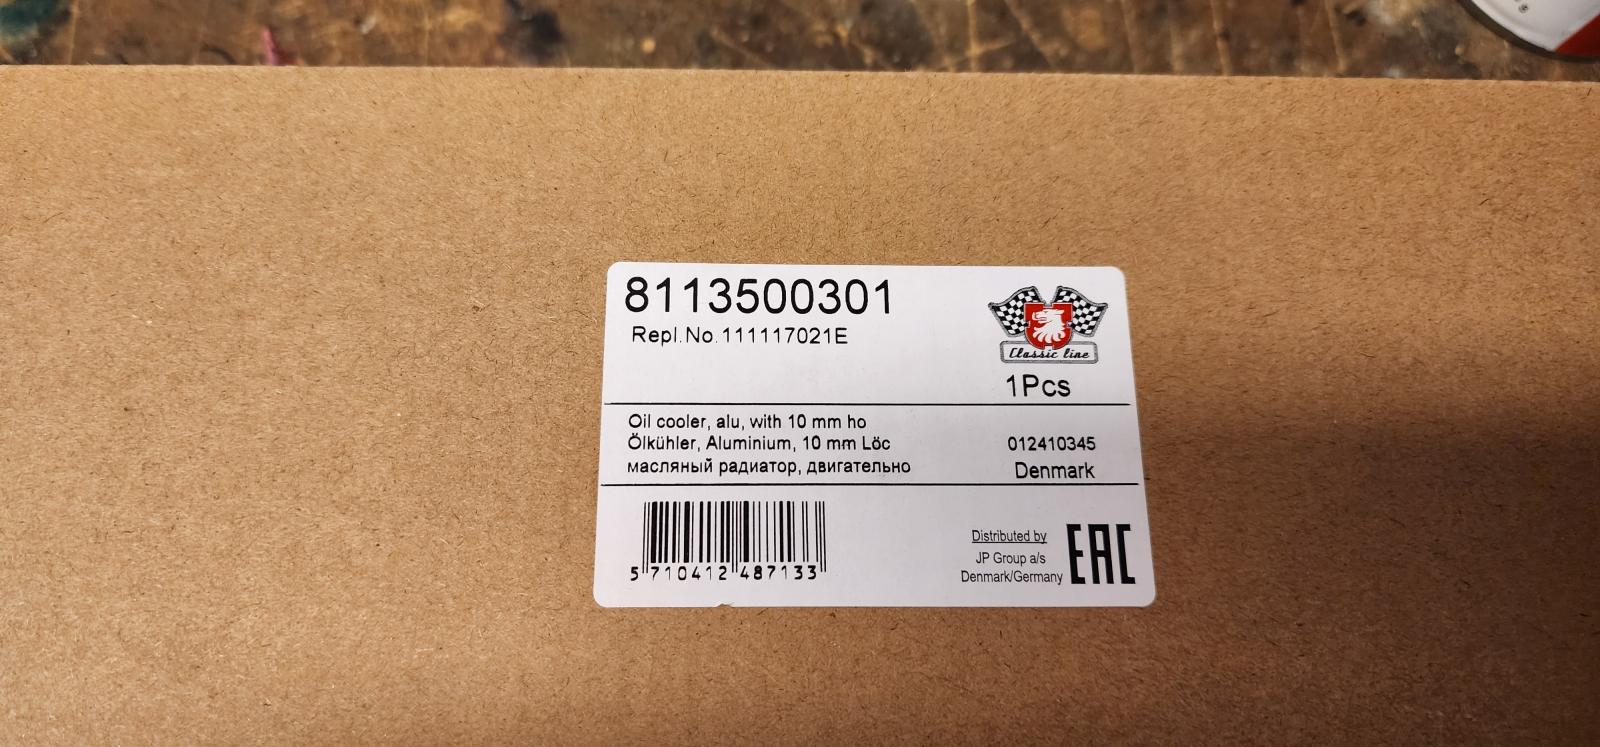 8113500301
Repl.No.111117021E
Classic line
1Pcs
Oil cooler, alu, with 10 mm ho
Ölkühler, Aluminium, 10 mm Löc
масляный радиатор, двигательно
012410345
Denmark
5 710412 487133
Distributed by
JP Group a/s
Denmark/Germany
EAC